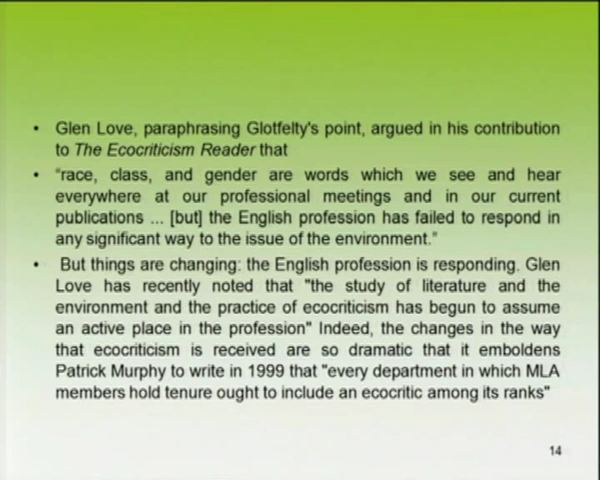 • Glen Love, paraphrasing Glotfelty's point, argued in his contribution
to The Ecocriticism Reader that
• "race, class, and gender are words which we see and hear
everywhere at our professional meetings and in our current
publications ... [but] the English profession has failed to respond in
any significant way to the issue of the environment."
• But things are changing: the English profession is responding. Glen
Love has recently noted that "the study of literature and the
environment and the practice of ecocriticism has begun to assume
an active place in the profession" Indeed, the changes in the way
that ecocriticism is received are so dramatic that it emboldens
Patrick Murphy to write in 1999 that "every department in which MLA
members hold tenure ought to include an ecocritic among its ranks"
14